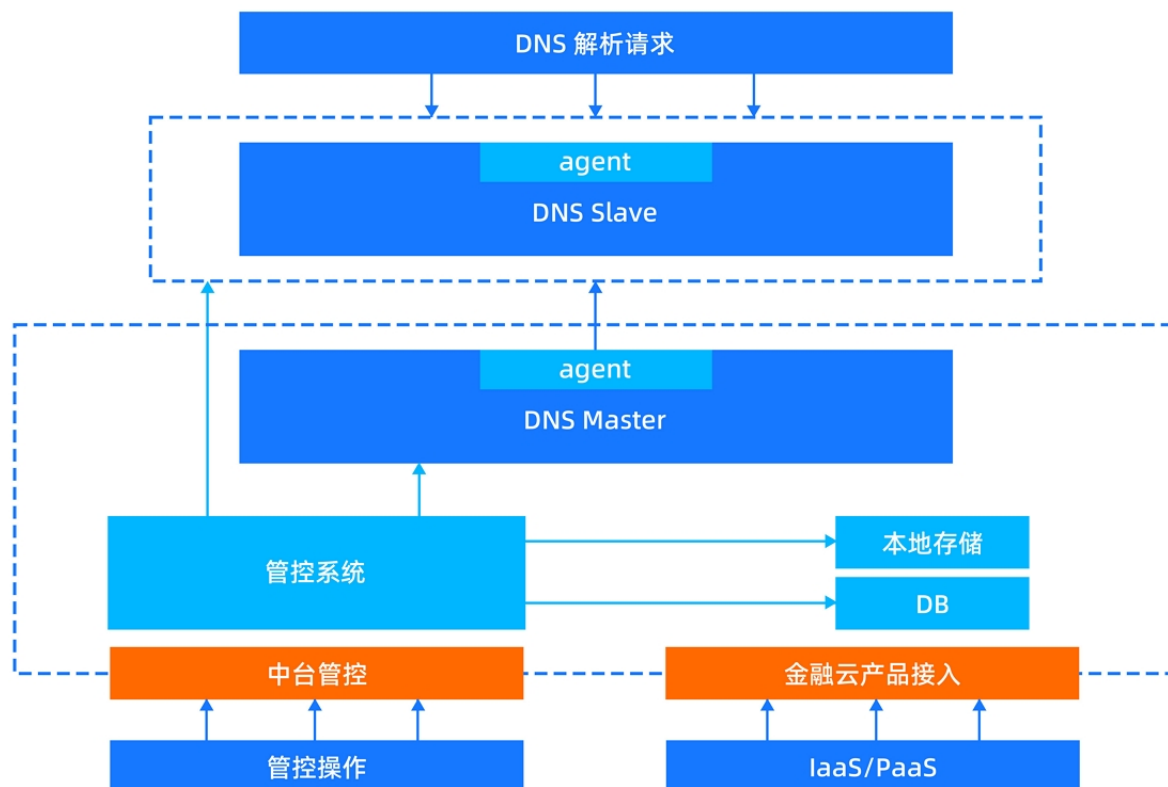 DNS 解析请求
agent
DNS Slave
agent
DNS Master
管控系统
本地存储
DB
中台管控
金融云产品接入
管控操作
IaaS/PaaS